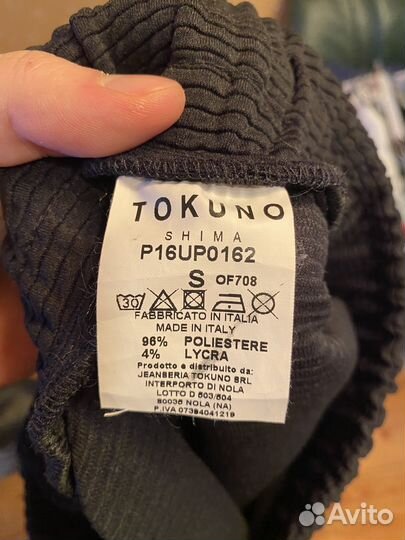 TOKUNO
SHIMA
P16UP0162
S OF708
30
FABBRICATO IN ITALIA
MADE IN ITALY
96% POLIESTERE
4% LYCRA
Prodotto e distribuito da:
JEANSERIA TOKUNO SRL
INTERPORTO DI NOLA
LOTTO D 503/504
80035 NOLA (NA)
P.IVA 07394041219
Avito